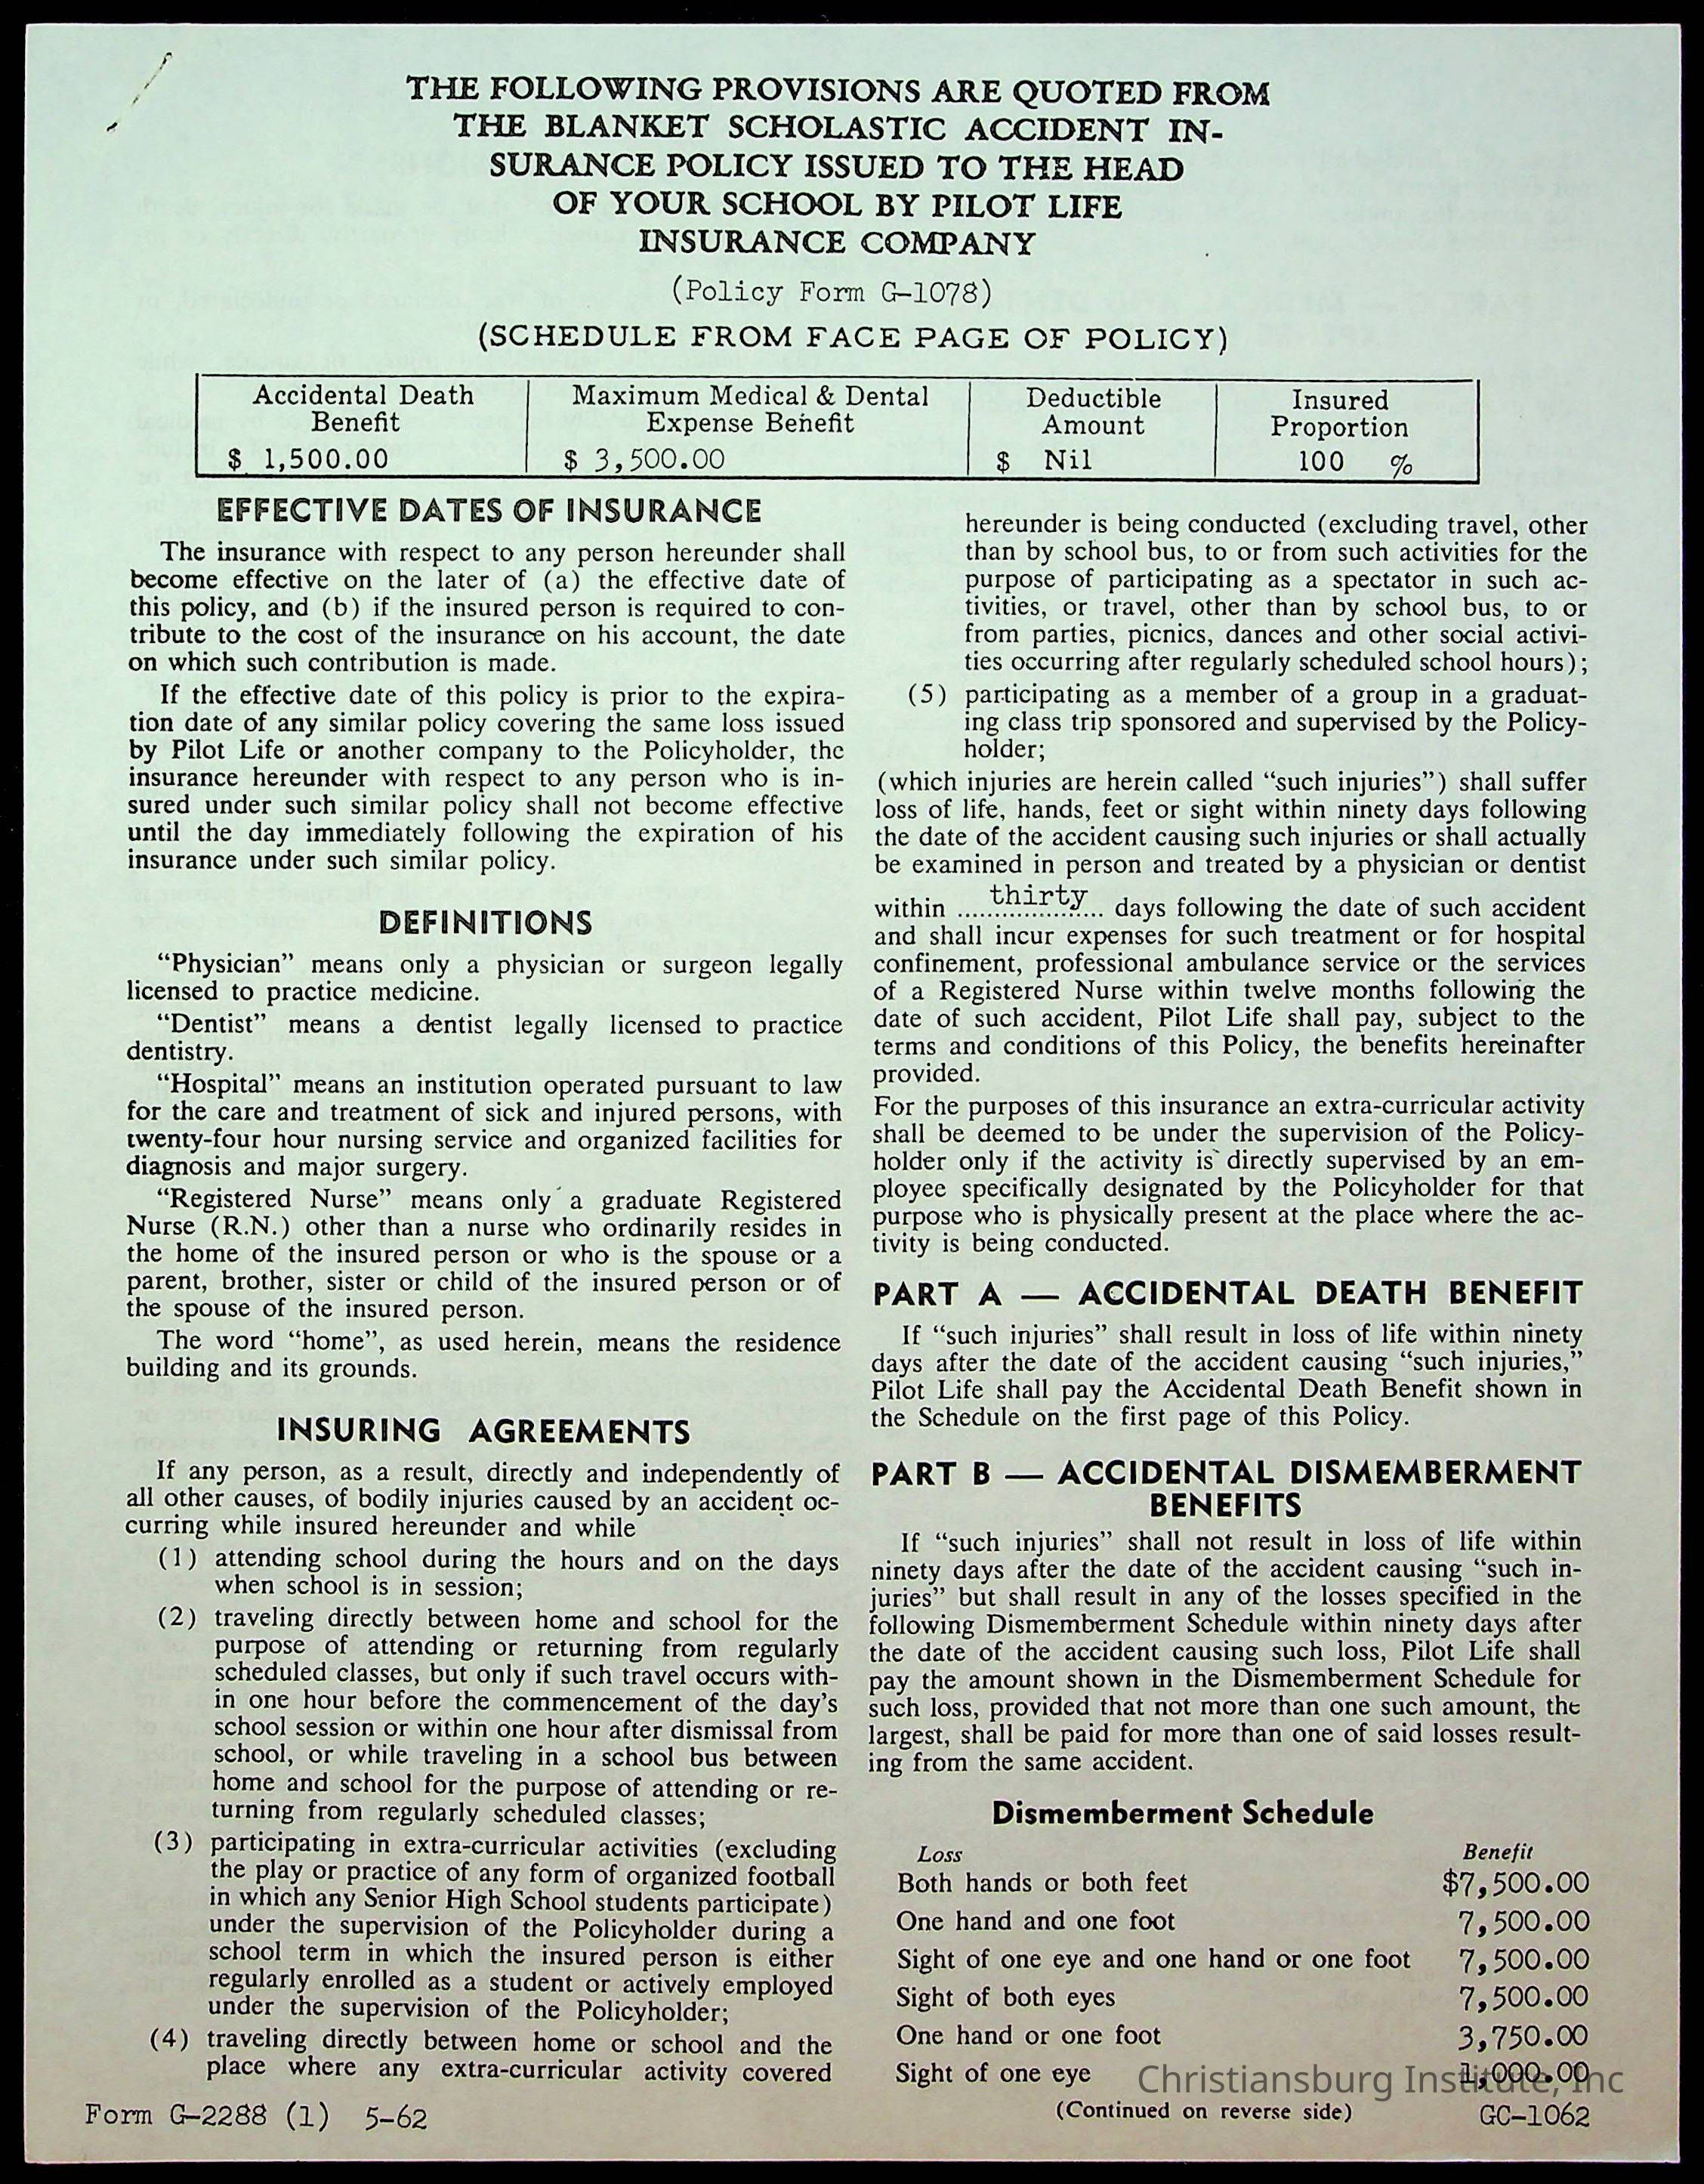 THE FOLLOWING PROVISIONS ARE QUOTED FROM
THE BLANKET SCHOLASTIC ACCIDENT IN-
SURANCE POLICY ISSUED TO THE HEAD
OF YOUR SCHOOL BY PILOT LIFE
INSURANCE COMPANY
(Policy Form G-1078)
(SCHEDULE FROM FACE PAGE OF POLICY)
Accidental Death Benefit
$ 1,500.00
Maximum Medical & Dental Expense Benefit
$ 3,500.00
Deductible Amount
$ Nil
Insured Proportion
100 %
EFFECTIVE DATES OF INSURANCE
The insurance with respect to any person hereunder shall
become effective on the later of (a) the effective date of
this policy, and (b) if the insured person is required to con-
tribute to the cost of the insurance on his account, the date
on which such contribution is made.
If the effective date of this policy is prior to the expira-
tion date of any similar policy covering the same loss issued
by Pilot Life or another company to the Policyholder, the
insurance hereunder with respect to any person who is in-
sured under such similar policy shall not become effective
until the day immediately following the expiration of his
insurance under such similar policy.
DEFINITIONS
“Physician” means only a physician or surgeon legally
licensed to practice medicine.
“Dentist” means a dentist legally licensed to practice
dentistry.
“Hospital” means an institution operated pursuant to law
for the care and treatment of sick and injured persons, with
twenty-four hour nursing service and organized facilities for
diagnosis and major surgery.
“Registered Nurse” means only a graduate Registered
Nurse (R.N.) other than a nurse who ordinarily resides in
the home of the insured person or who is the spouse or a
parent, brother, sister or child of the insured person or of
the spouse of the insured person.
The word “home”, as used herein, means the residence
building and its grounds.
INSURING AGREEMENTS
If any person, as a result, directly and independently of
all other causes, of bodily injuries caused by an accident oc-
curring while insured hereunder and while
(1) attending school during the hours and on the days
when school is in session;
(2) traveling directly between home and school for the
purpose of attending or returning from regularly
scheduled classes, but only if such travel occurs with-
in one hour before the commencement of the day's
school session or within one hour after dismissal from
school, or while traveling in a school bus between
home and school for the purpose of attending or re-
turning from regularly scheduled classes;
(3) participating in extra-curricular activities (excluding
the play or practice of any form of organized football
in which any Senior High School students participate)
under the supervision of the Policyholder during a
school term in which the insured person is either
regularly enrolled as a student or actively employed
under the supervision of the Policyholder;
(4) traveling directly between home or school and the
place where any extra-curricular activity covered
hereunder is being conducted (excluding travel, other
than by school bus, to or from such activities for the
purpose of participating as a spectator in such ac-
tivities, or travel, other than by school bus, to or
from parties, picnics, dances and other social activi-
ties occurring after regularly scheduled school hours);
(5) participating as a member of a group in a graduat-
ing class trip sponsored and supervised by the Policy-
holder;
(which injuries are herein called “such injuries”) shall suffer
loss of life, hands, feet or sight within ninety days following
the date of the accident causing such injuries or shall actually
be examined in person and treated by a physician or dentist
within thirty days following the date of such accident
and shall incur expenses for such treatment or for hospital
confinement, professional ambulance service or the services
of a Registered Nurse within twelve months following the
date of such accident, Pilot Life shall pay, subject to the
terms and conditions of this Policy, the benefits hereinafter
provided.
For the purposes of this insurance an extra-curricular activity
shall be deemed to be under the supervision of the Policy-
holder only if the activity is directly supervised by an em-
ployee specifically designated by the Policyholder for that
purpose who is physically present at the place where the ac-
tivity is being conducted.
PART A — ACCIDENTAL DEATH BENEFIT
If “such injuries” shall result in loss of life within ninety
days after the date of the accident causing “such injuries,”
Pilot Life shall pay the Accidental Death Benefit shown in
the Schedule on the first page of this Policy.
PART B — ACCIDENTAL DISMEMBERMENT
BENEFITS
If “such injuries” shall not result in loss of life within
ninety days after the date of the accident causing “such in-
juries” but shall result in any of the losses specified in the
following Dismemberment Schedule within ninety days after
the date of the accident causing such loss, Pilot Life shall
pay the amount shown in the Dismemberment Schedule for
such loss, provided that not more than one such amount, the
largest, shall be paid for more than one of said losses result-
ing from the same accident.
Dismemberment Schedule
Loss Benefit
Both hands or both feet $7,500.00
One hand and one foot 7,500.00
Sight of one eye and one hand or one foot 7,500.00
Sight of both eyes 7,500.00
One hand or one foot 3,750.00
Sight of one eye 1,000.00
Christiansburg Institute, Inc
(Continued on reverse side)
Form G-2288 (1) 5-62
GC-1062